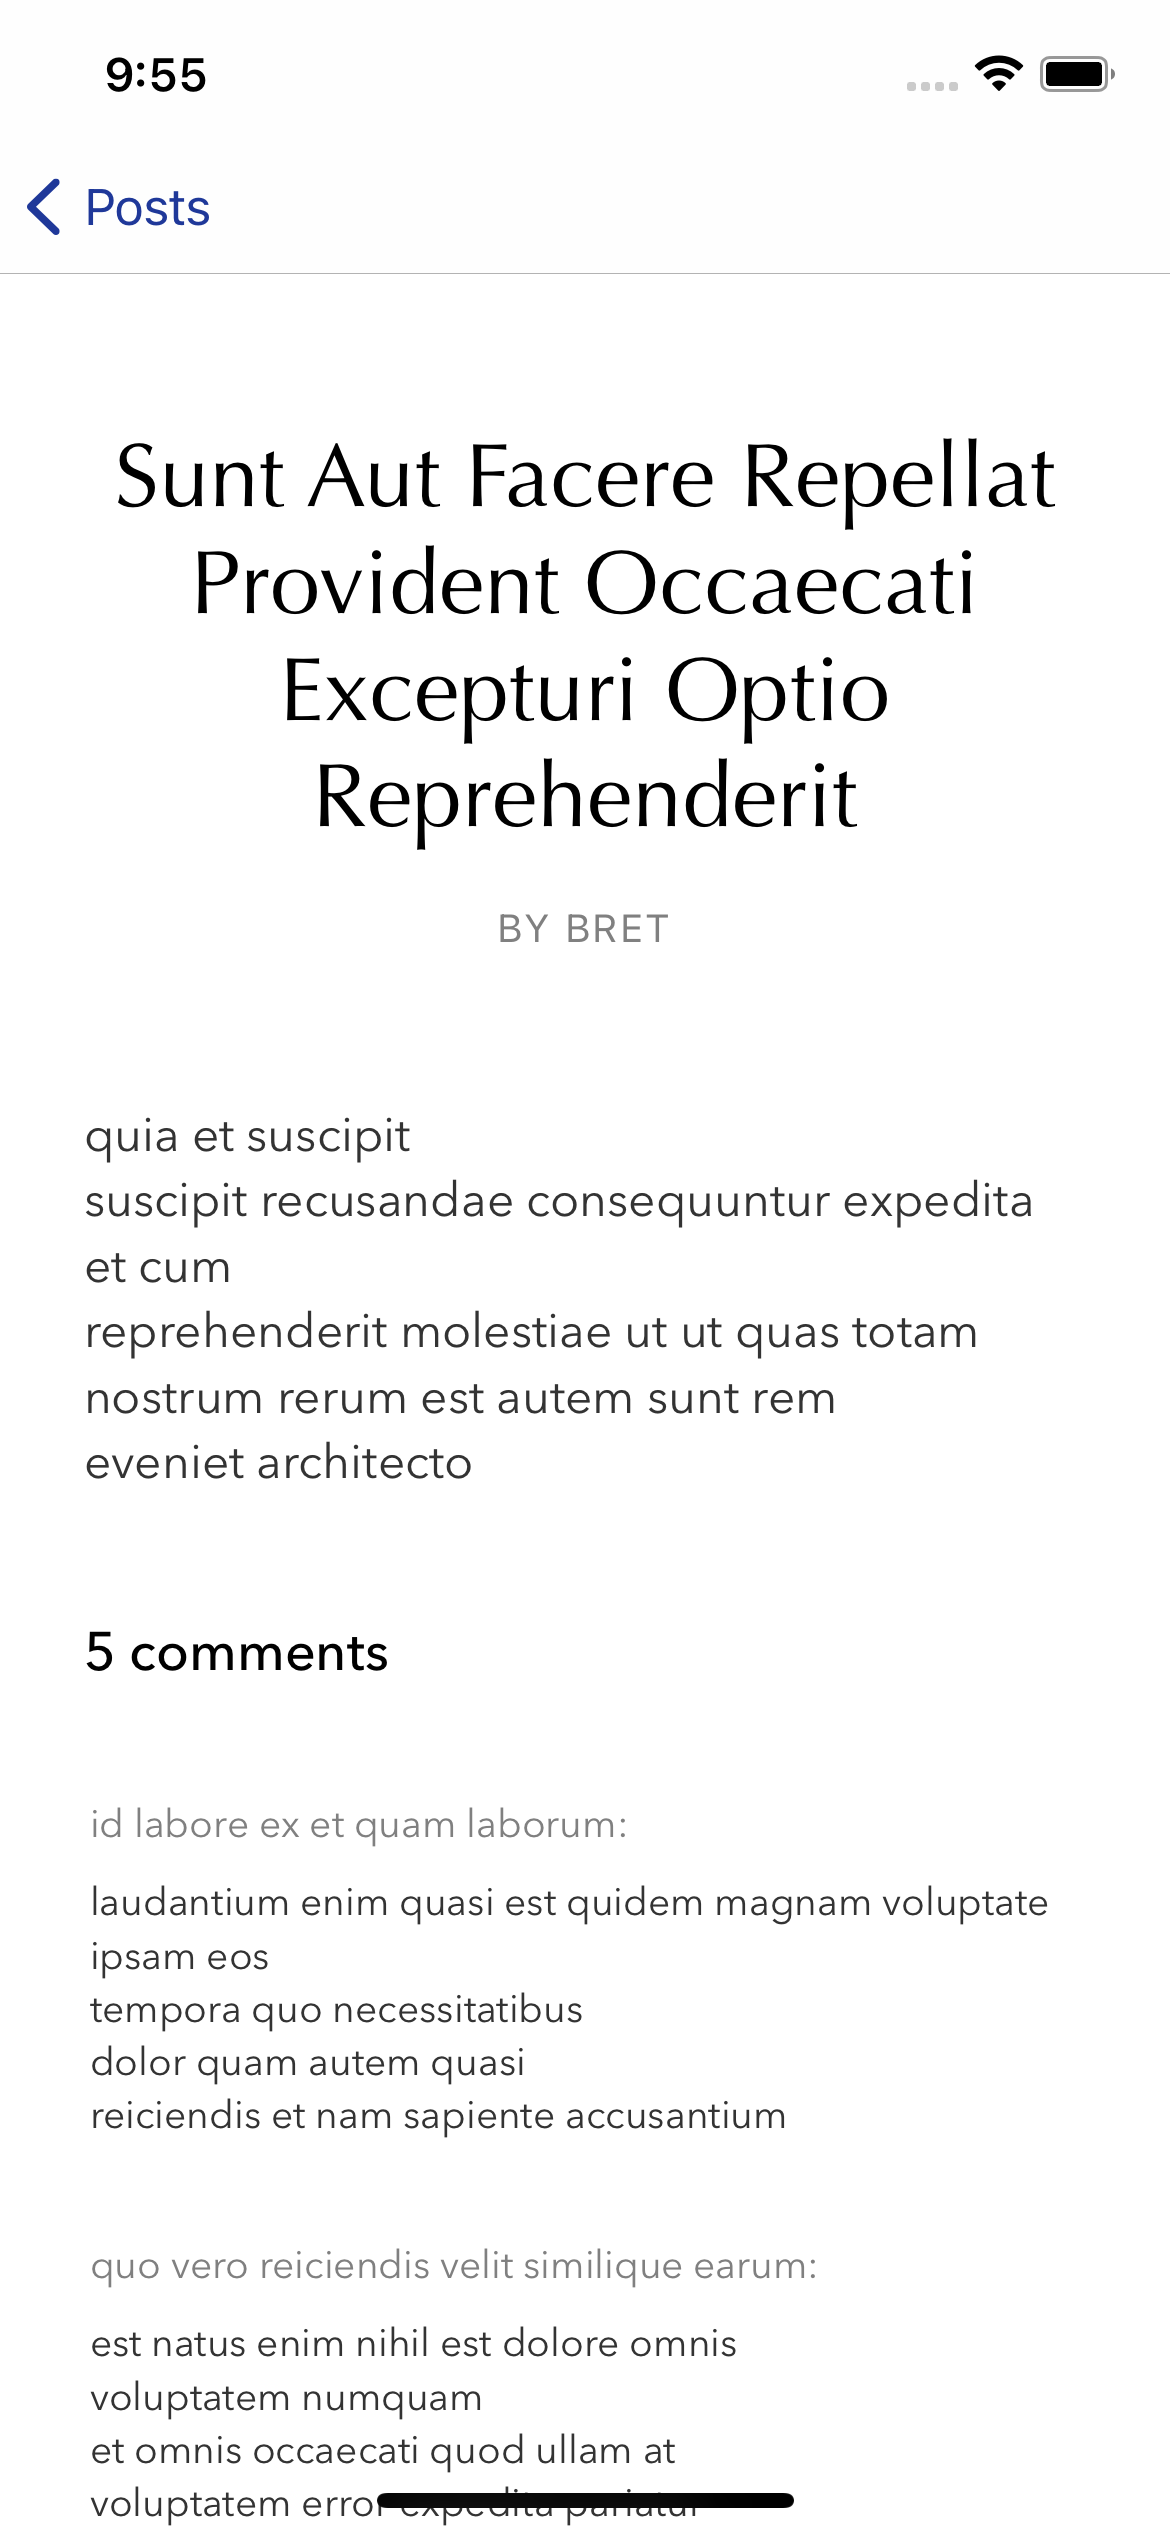 9:55
Posts
Sunt Aut Facere Repellat
Provident Occaecati
Excepturi Optio
Reprehenderit
BY BRET
quia et suscipit
suscipit recusandae consequuntur expedita
et cum
reprehenderit molestiae ut ut quas totam
nostrum rerum est autem sunt rem
eveniet architecto
5 comments
id labore ex et quam laborum:
laudantium enim quasi est quidem magnam voluptate
ipsam eos
tempora quo necessitatibus
dolor quam autem quasi
reiciendis et nam sapiente accusantium
quo vero reiciendis velit similique earum:
est natus enim nihil est dolore omnis
voluptatem numquam
et omnis occaecati quod ullam at
voluptatem error expedita pariatur